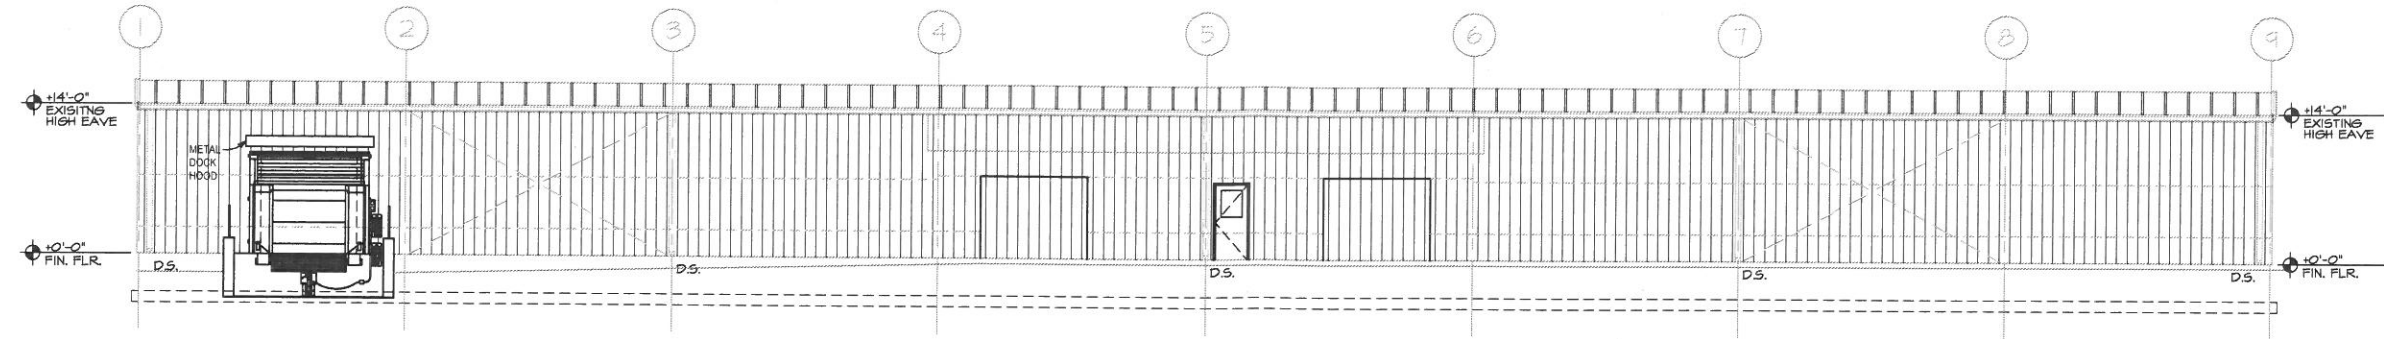 1 2 3 4 5 6 7 8 9
+14'-0"
EXISITNG
HIGH EAVE
+14'-0"
EXISTING
HIGH EAVE
METAL
DOCK
HOOD
+0'-0"
FIN. FLR.
D.S. D.S. D.S. D.S. D.S.
+0'-0"
FIN. FLR.